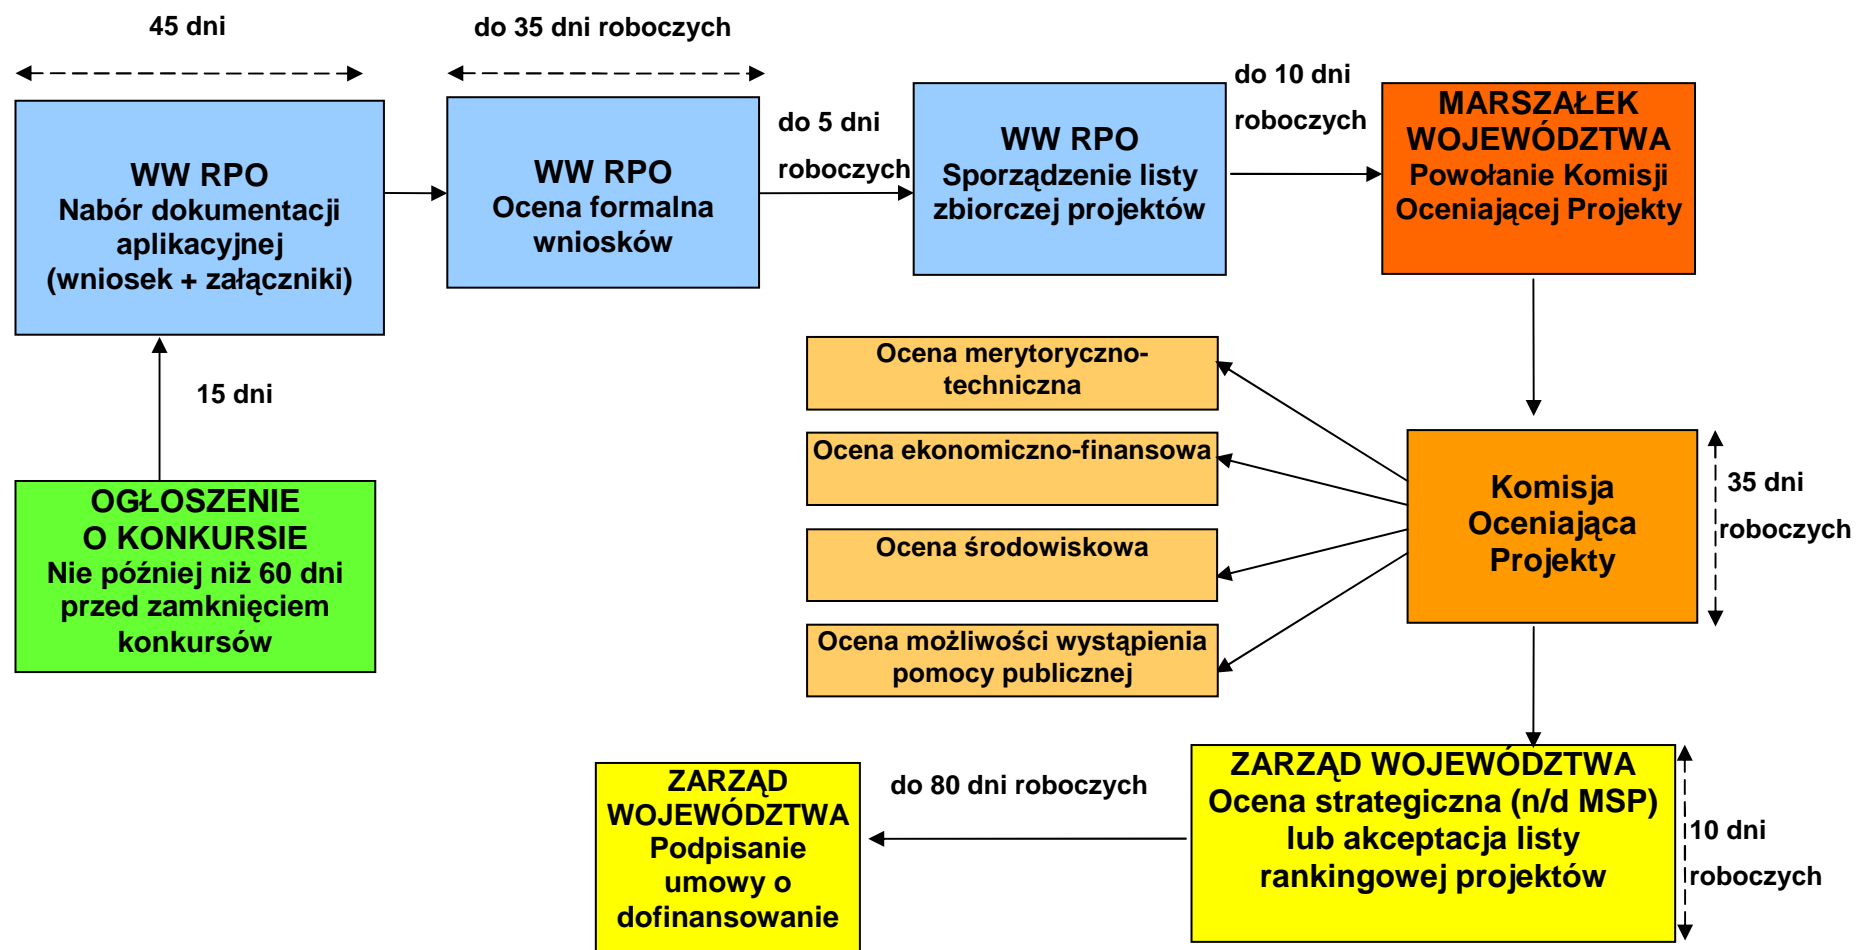 45 dni
do 35 dni roboczych
do 5 dni
roboczych
do 10 dni
roboczych
WW RPO
Nabór dokumentacji
aplikacyjnej
(wniosek + załączniki)
WW RPO
Ocena formalna
wniosków
WW RPO
Sporządzenie listy
zbiorczej projektów
MARSZAŁEK
WOJEWÓDZTWA
Powołanie Komisji
Oceniającej Projekty
15 dni
OGŁOSZENIE
O KONKURSIE
Nie później niż 60 dni
przed zamknięciem
konkursów
Ocena merytoryczno-
techniczna
Ocena ekonomiczno-finansowa
Ocena środowiskowa
Ocena możliwości wystąpienia
pomocy publicznej
Komisja
Oceniająca
Projekty
35 dni
roboczych
ZARZĄD WOJEWÓDZTWA
Ocena strategiczna (n/d MSP)
lub akceptacja listy
rankingowej projektów
10 dni
roboczych
do 80 dni roboczych
ZARZĄD
WOJEWÓDZTWA
Podpisanie
umowy o
dofinansowanie